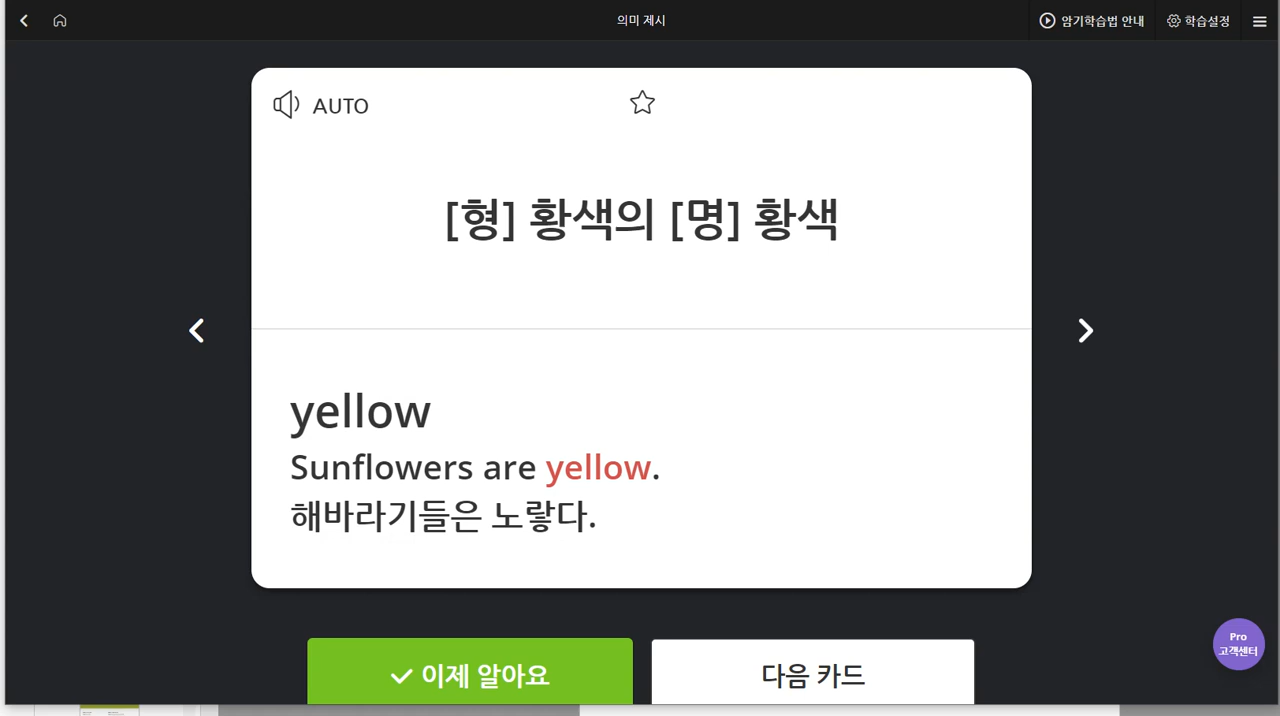 의미 제시
암기학습법 안내
학습설정
AUTO
[형] 황색의 [명] 황색
yellow
Sunflowers are yellow.
해바라기들은 노랗다.
Pro
고객센터
이제 알아요
다음 카드